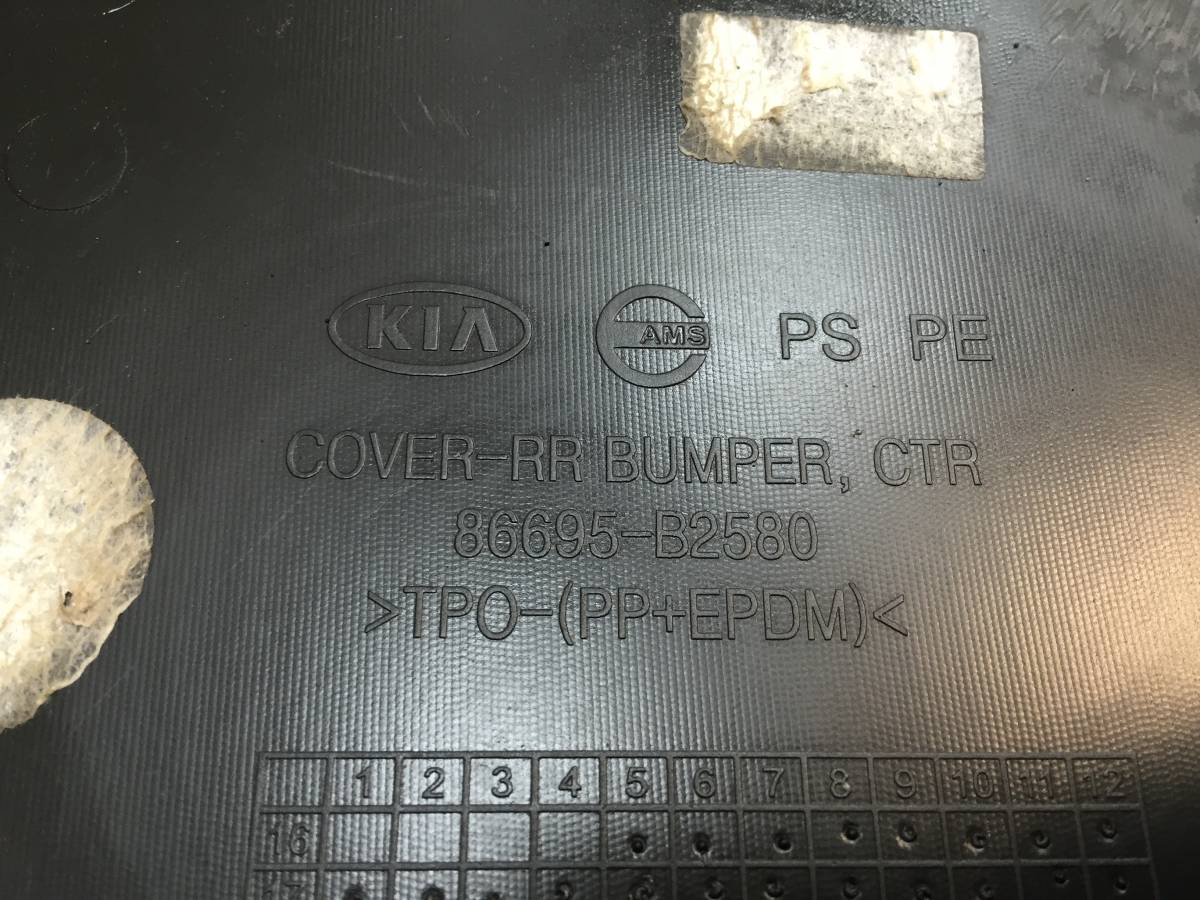 KIA AMS PS PE
COVER-RR BUMPER, CTR
86695-B2580
>TPO-(PP+EPDM)<
1 2 3 4 5 6 7 8 9 10 11 12
16
17